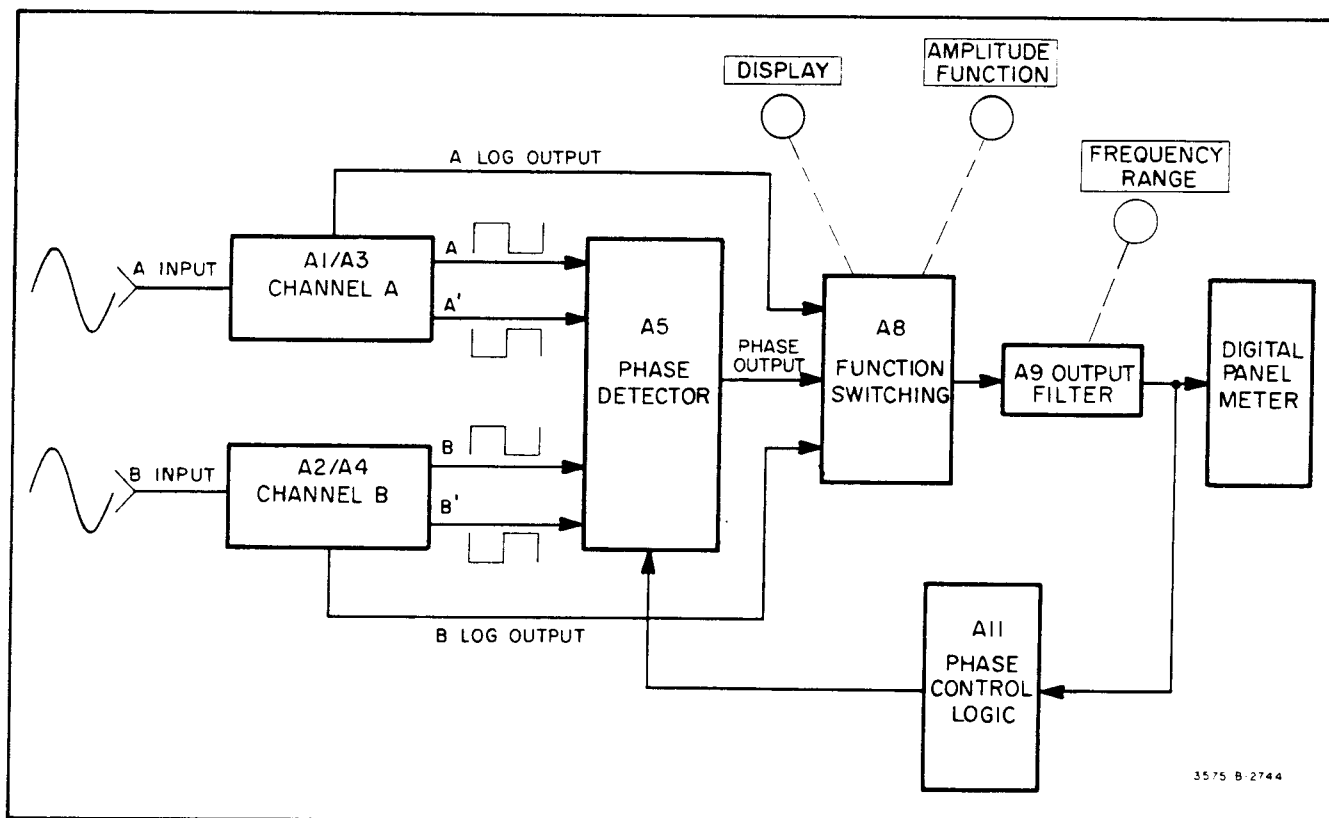 DISPLAY
AMPLITUDE
FUNCTION
FREQUENCY
RANGE
A LOG OUTPUT
A INPUT
A1/A3
CHANNEL A
A
A'
B INPUT
A2/A4
CHANNEL B
B
B'
B LOG OUTPUT
A5
PHASE
DETECTOR
PHASE
OUTPUT
A8
FUNCTION
SWITCHING
A9 OUTPUT
FILTER
DIGITAL
PANEL
METER
A11
PHASE
CONTROL
LOGIC
3575 B-2744